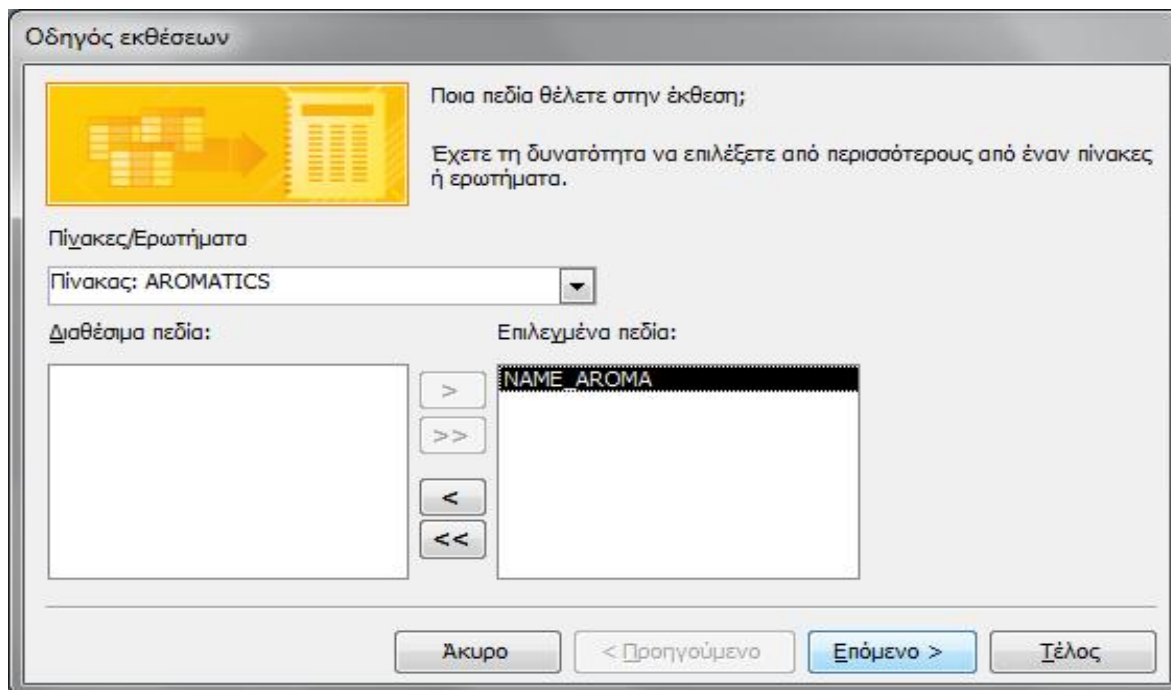 Οδηγός εκθέσεων
Ποια πεδία θέλετε στην έκθεση;
Έχετε τη δυνατότητα να επιλέξετε από περισσότερους από έναν πίνακες
ή ερωτήματα.
Πίνακες/Ερωτήματα
Πίνακας: AROMATICS
Διαθέσιμα πεδία:
Επιλεγμένα πεδία:
NAME_AROMA
>
>>
<
<<
Άκυρο
< Προηγούμενο
Επόμενο >
Τέλος